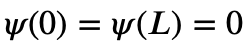 ψ(0) = ψ(L) = 0